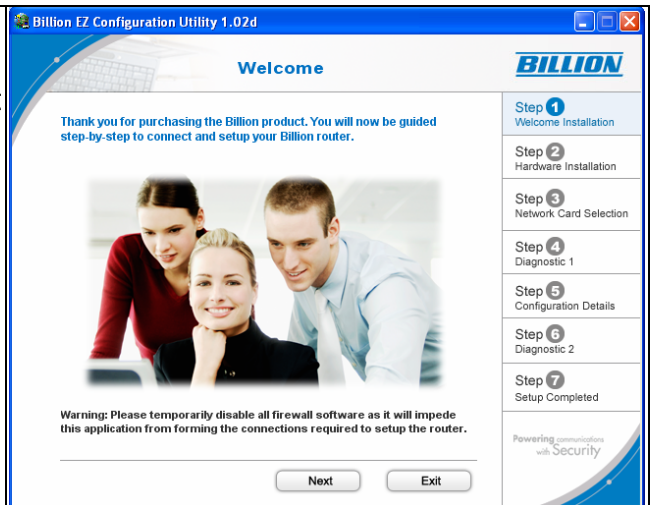 Billion EZ Configuration Utility 1.02d
Welcome
BILLION
Thank you for purchasing the Billion product. You will now be guided
step-by-step to connect and setup your Billion router.
Warning: Please temporarily disable all firewall software as it will impede
this application from forming the connections required to setup the router.
Next
Exit
Step 1
Welcome Installation
Step 2
Hardware Installation
Step 3
Network Card Selection
Step 4
Diagnostic 1
Step 5
Configuration Details
Step 6
Diagnostic 2
Step 7
Setup Completed
Powering communications
with Security